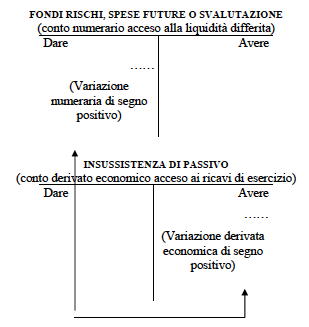 FONDI RISCHI, SPESE FUTURE O SVALUTAZIONE
(conto numerario acceso alla liquidità differita)
Dare Avere
……
(Variazione
numeraria di segno
positivo)
INSUSSISTENZA DI PASSIVO
(conto derivato economico acceso ai ricavi di esercizio)
Dare Avere
……
(Variazione derivata
economica di segno
positivo)